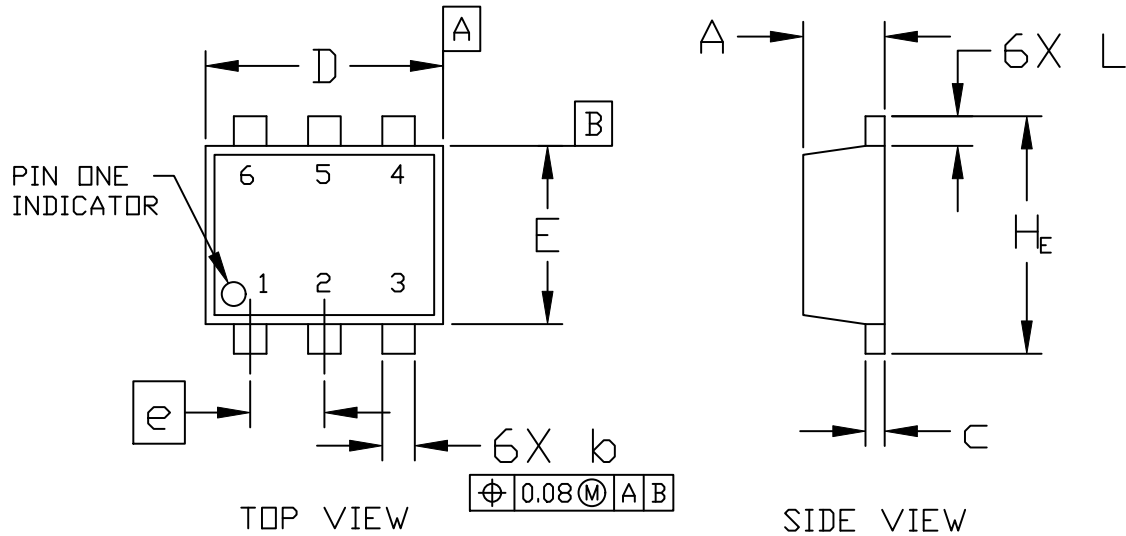 A
D
B
6 5 4
PIN ONE
INDICATOR
E
1 2 3
e
6X b
⌖ 0.08 Ⓜ A B
TOP VIEW
A
6X L
HE
c
SIDE VIEW